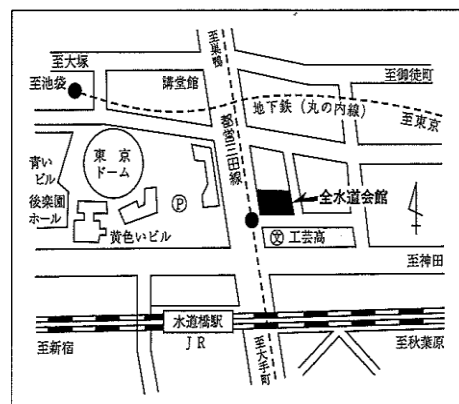 至巣鴨
至大塚
至池袋
講堂館
至御徒町
地下鉄（丸の内線）
至東京
都営三田線
青い
ビル
東京
ドーム
後楽園
ホール
黄色いビル
Ⓟ
全水道会館
㊫工芸高
至神田
水道橋駅
JR
至新宿
至大手町
至秋葉原